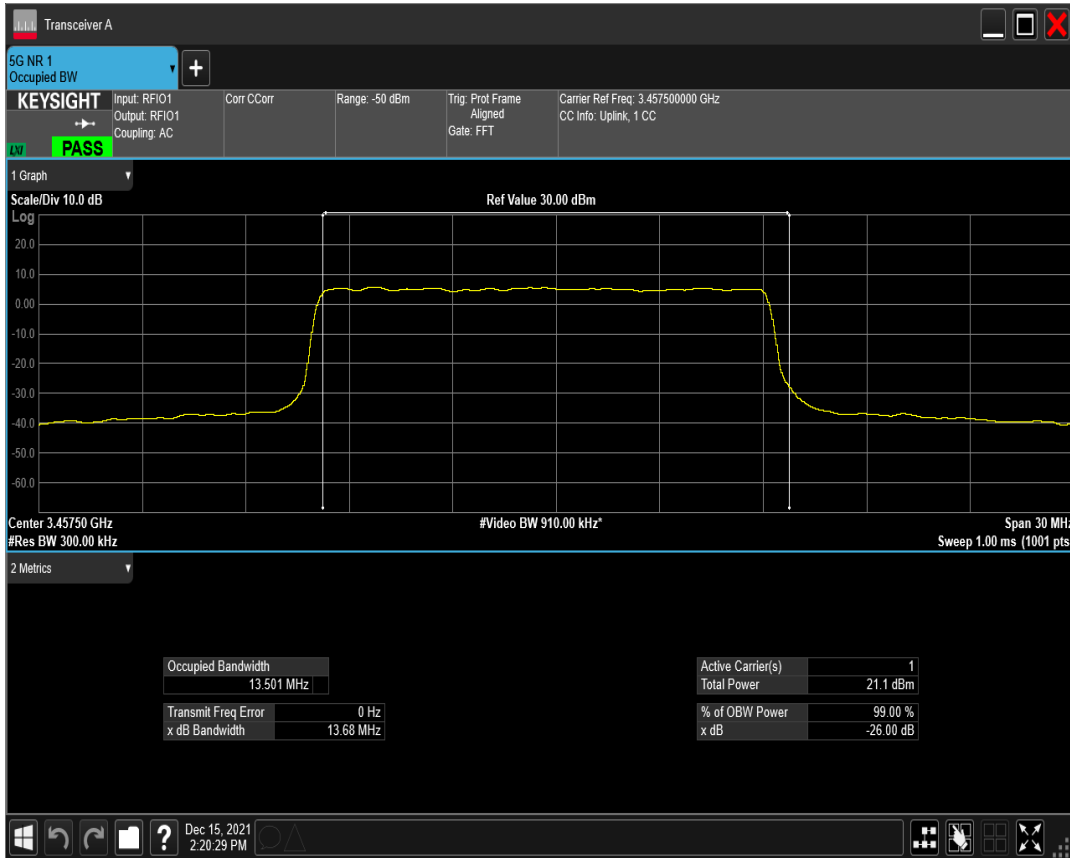 Transceiver A
5G NR 1
Occupied BW
+
KEYSIGHT
LXI
PASS
Input: RFIO1
Output: RFIO1
Coupling: AC
Corr CCorr
Range: -50 dBm
Trig: Prot Frame
Aligned
Gate: FFT
Carrier Ref Freq: 3.457500000 GHz
CC Info: Uplink, 1 CC
1 Graph
Scale/Div 10.0 dB
Ref Value 30.00 dBm
Log
20.0
10.0
0.00
-10.0
-20.0
-30.0
-40.0
-50.0
-60.0
Center 3.45750 GHz
#Video BW 910.00 kHz*
Span 30 MHz
#Res BW 300.00 kHz
Sweep 1.00 ms (1001 pts
2 Metrics
Occupied Bandwidth
13.501 MHz
Transmit Freq Error 0 Hz
x dB Bandwidth 13.68 MHz
Active Carrier(s) 1
Total Power 21.1 dBm
% of OBW Power 99.00 %
x dB -26.00 dB
?
Dec 15, 2021
2:20:29 PM